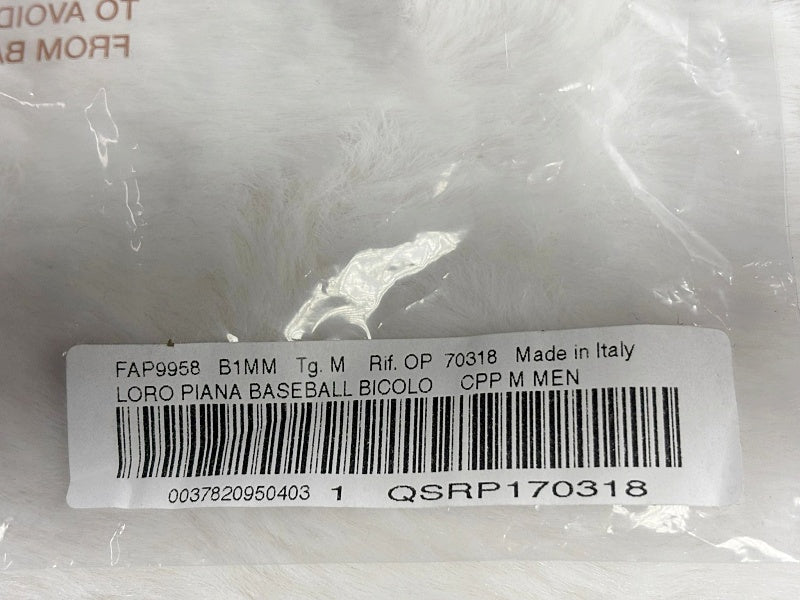 TO AVOID
FROM BA
FAP9958 B1MM Tg. M Rif. OP 70318 Made in Italy
LORO PIANA BASEBALL BICOLO CPP M MEN
0037820950403 1 QSRP170318